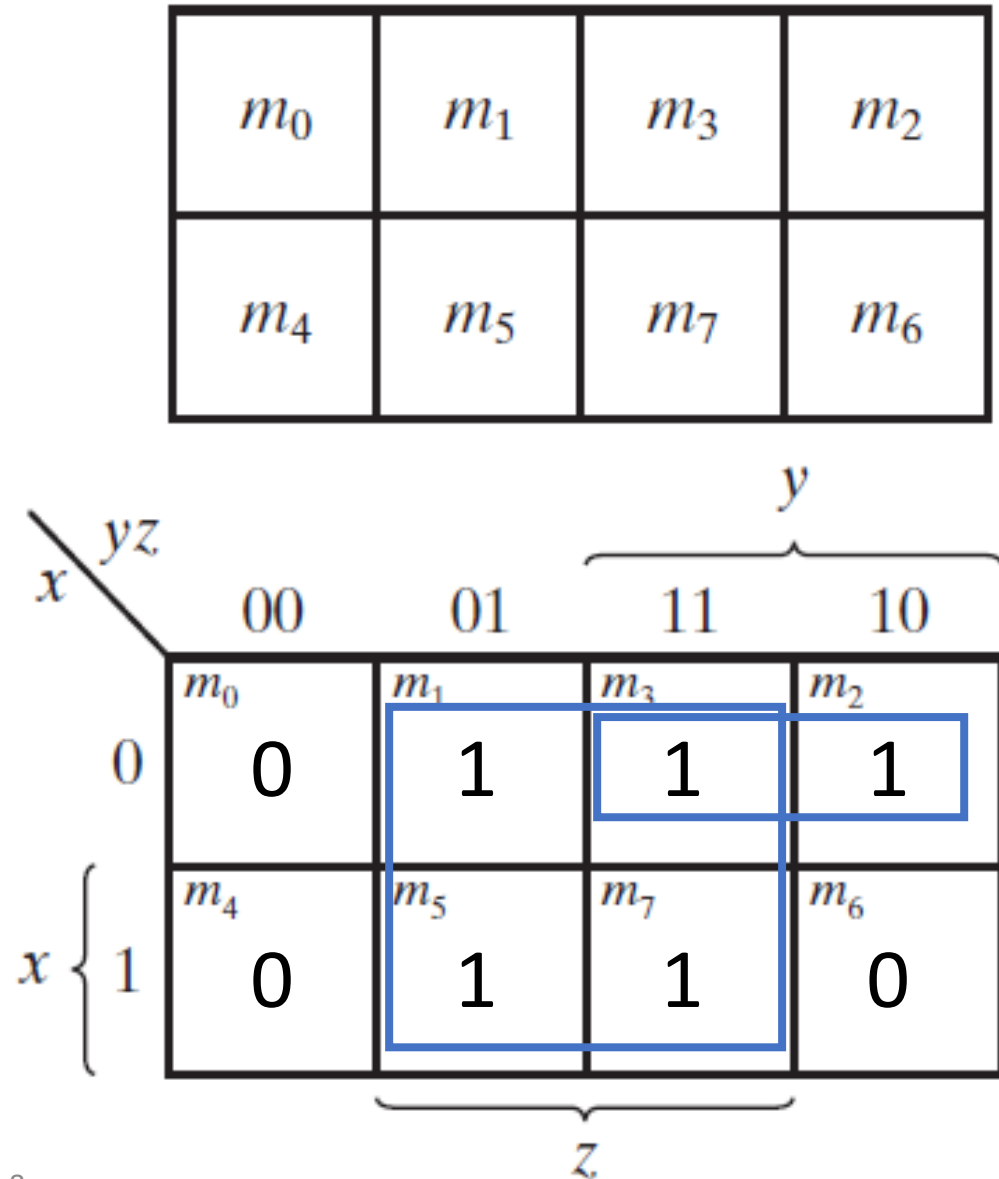 m₀ m₁ m₃ m₂
m₄ m₅ m₇ m₆
y
yz
x
00 01 11 10
m₀ m₁ m₃ m₂
0 0 1 1 1
m₄ m₅ m₇ m₆
x 1 0 1 1 0
z